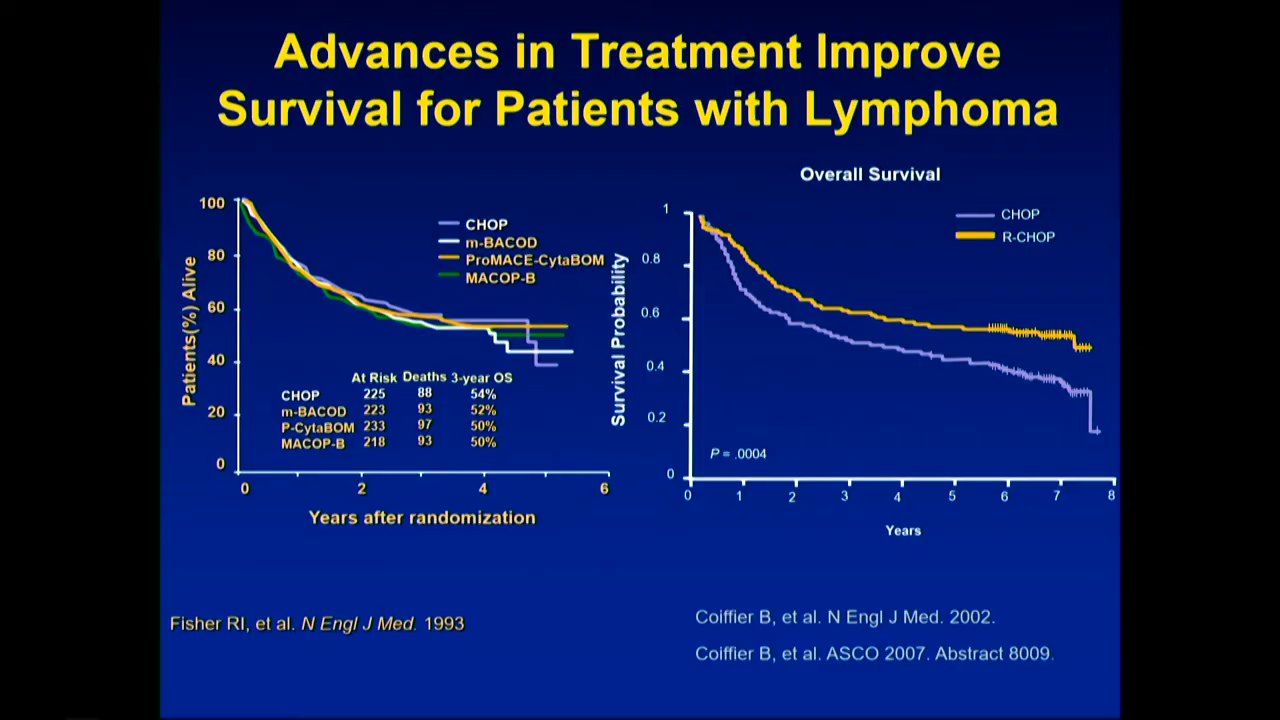 Advances in Treatment Improve
Survival for Patients with Lymphoma
100
80
60
40
20
0
Patients(%) Alive
CHOP
m-BACOD
ProMACE-CytaBOM
MACOP-B
At Risk Deaths 3-year OS
CHOP 225 88 54%
m-BACOD 223 93 52%
P-CytaBOM 233 97 50%
MACOP-B 218 93 50%
0 2 4 6
Years after randomization
Fisher RI, et al. N Engl J Med. 1993
Overall Survival
1
0.8
0.6
0.4
0.2
0
Survival Probability
CHOP
R-CHOP
P = .0004
0 1 2 3 4 5 6 7 8
Years
Coiffier B, et al. N Engl J Med. 2002.
Coiffier B, et al. ASCO 2007. Abstract 8009.